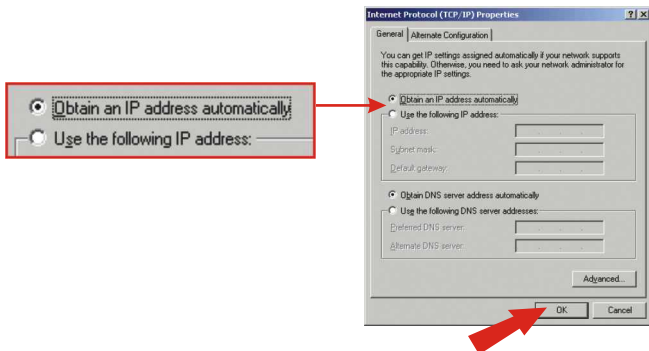 Obtain an IP address automatically
Use the following IP address:
Internet Protocol (TCP/IP) Properties
General
Alternate Configuration
You can get IP settings assigned automatically if your network supports
this capability. Otherwise, you need to ask your network administrator for
the appropriate IP settings.
Obtain an IP address automatically
Use the following IP address:
IP address:
Subnet mask:
Default gateway:
Obtain DNS server address automatically
Use the following DNS server addresses:
Preferred DNS server:
Alternate DNS server:
Advanced...
OK
Cancel